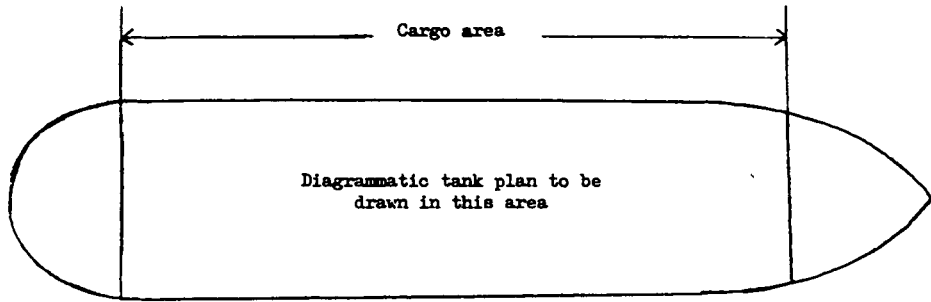 Cargo area
Diagrammatic tank plan to be
drawn in this area